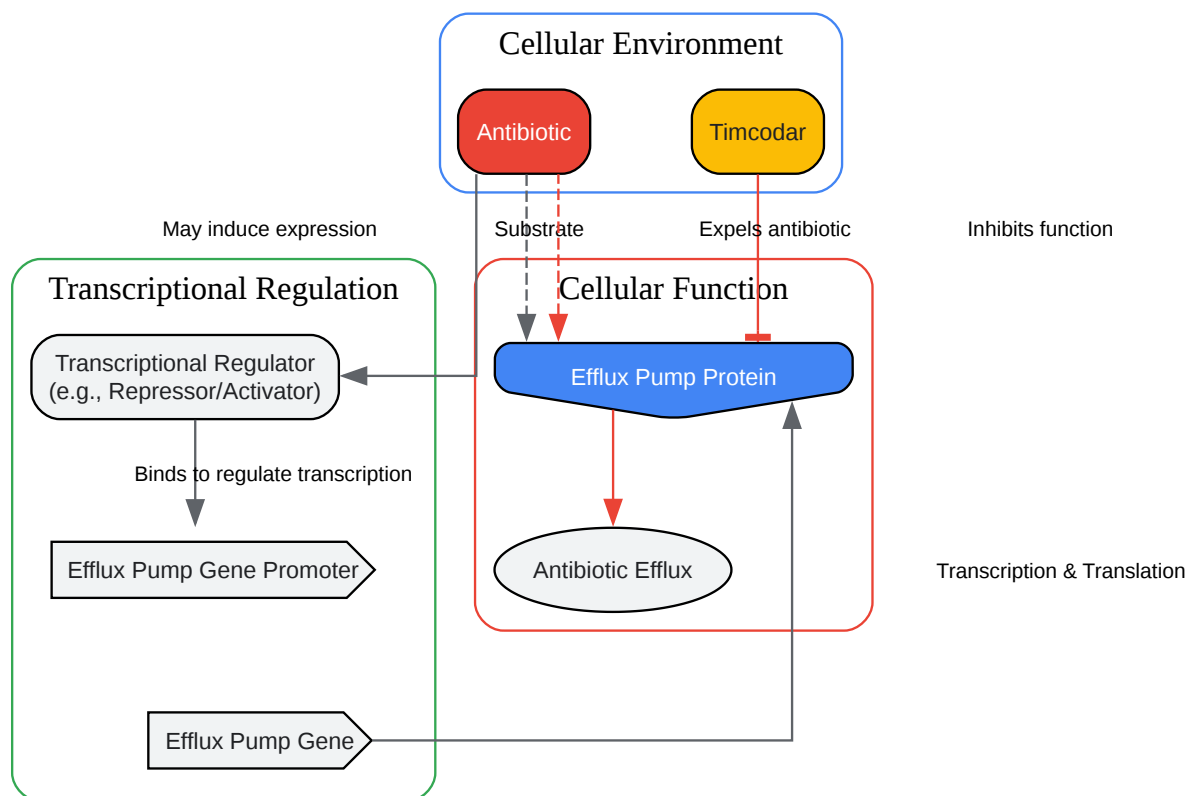 Cellular Environment
Antibiotic
Timcodar
May induce expression
Substrate
Expels antibiotic
Inhibits function
Transcriptional Regulation
Cellular Function
Transcriptional Regulator
(e.g., Repressor/Activator)
Efflux Pump Protein
Binds to regulate transcription
Efflux Pump Gene Promoter
Antibiotic Efflux
Transcription & Translation
Efflux Pump Gene